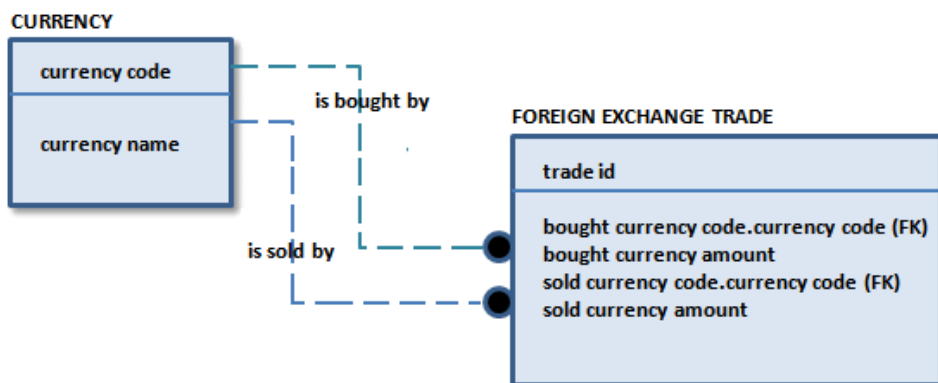 CURRENCY
currency code
is bought by
currency name
FOREIGN EXCHANGE TRADE
trade id
bought currency code.currency code (FK)
bought currency amount
is sold by
sold currency code.currency code (FK)
sold currency amount